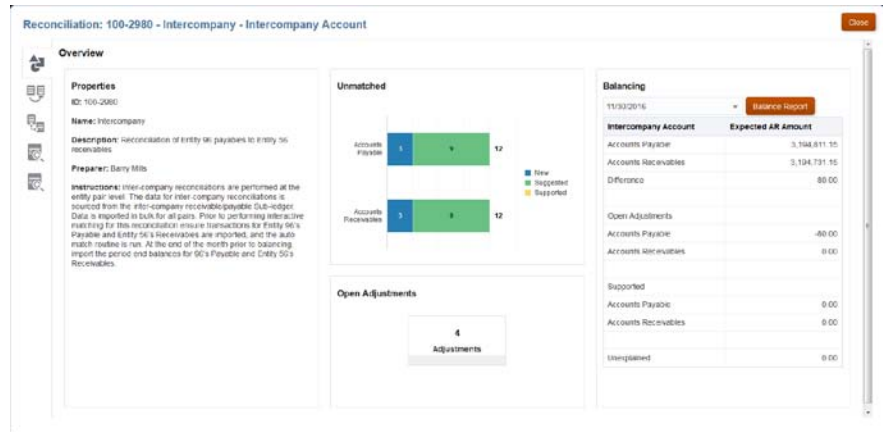 Reconciliation: 100-2980 - Intercompany - Intercompany Account
Close
Overview
Properties
ID: 100-2980
Name: Intercompany
Description: Reconciliation of Entity 96 payables to Entity 56
receivables
Preparer: Barry Mills
Instructions: Inter-company reconciliations are performed at the
entity pair level. The data for inter-company reconciliations is
sourced from the inter-company receivable/payable Sub-ledger.
Data is imported in bulk for all pairs. Prior to performing interactive
matching for this reconciliation ensure transactions for Entity 96's
Payable and Entity 56's Receivables are imported, and the auto
match routine is run. At the end of the month prior to balancing
import the period end balances for 96's Payable and Entity 56's
Receivables.
Unmatched
Accounts
Payable
3 9 12
Accounts
Receivables
3 9 12
New
Suggested
Supported
Open Adjustments
4
Adjustments
Balancing
11/30/2016
Balance Report
Intercompany Account Expected AR Amount
Accounts Payable 3,194,811.15
Accounts Receivables 3,194,731.15
Difference 80.00
Open Adjustments
Accounts Payable -80.00
Accounts Receivables 0.00
Supported
Accounts Payable 0.00
Accounts Receivables 0.00
Unexplained 0.00